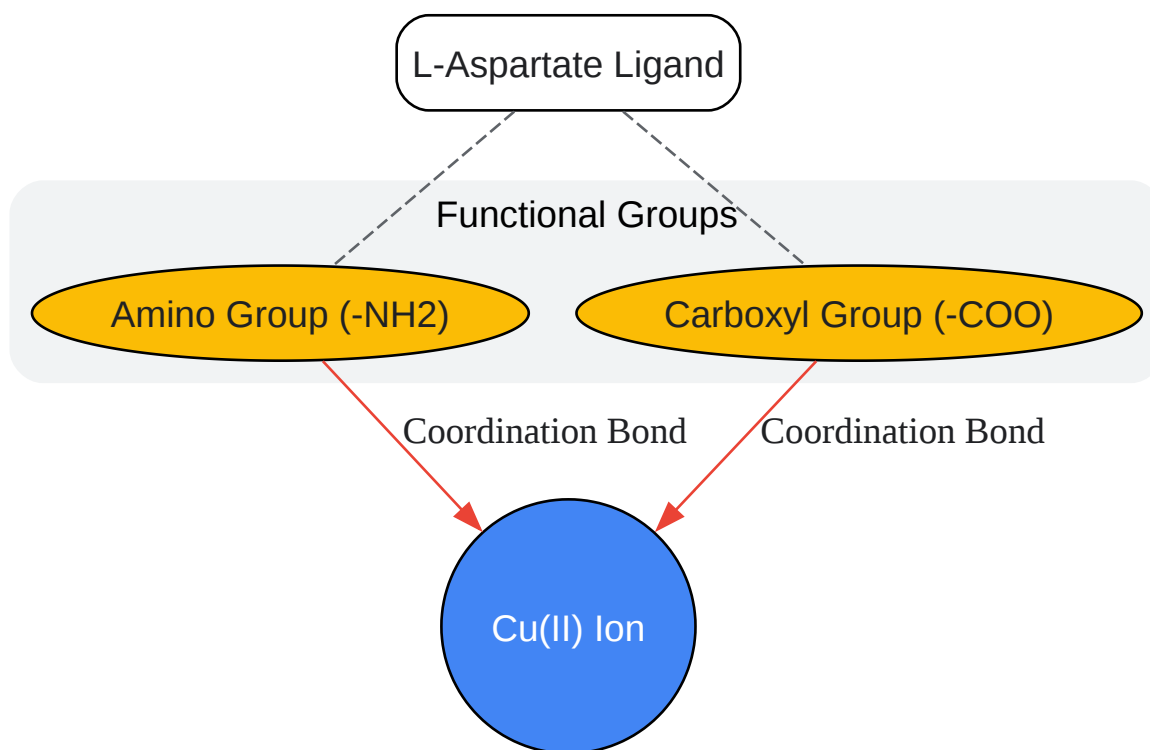 L-Aspartate Ligand
Functional Groups
Amino Group (-NH2)
Carboxyl Group (-COO)
Coordination Bond
Coordination Bond
Cu(II) Ion